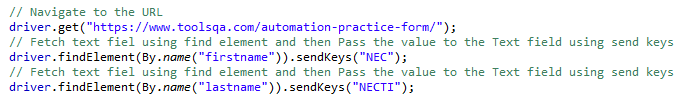 // Navigate to the URL
driver.get("https://www.toolsqa.com/automation-practice-form/");
// Fetch text fiel using find element and then Pass the value to the Text field using send keys
driver.findElement(By.name("firstname")).sendKeys("NEC");
// Fetch text fiel using find element and then Pass the value to the Text field using send keys
driver.findElement(By.name("lastname")).sendKeys("NECTI");